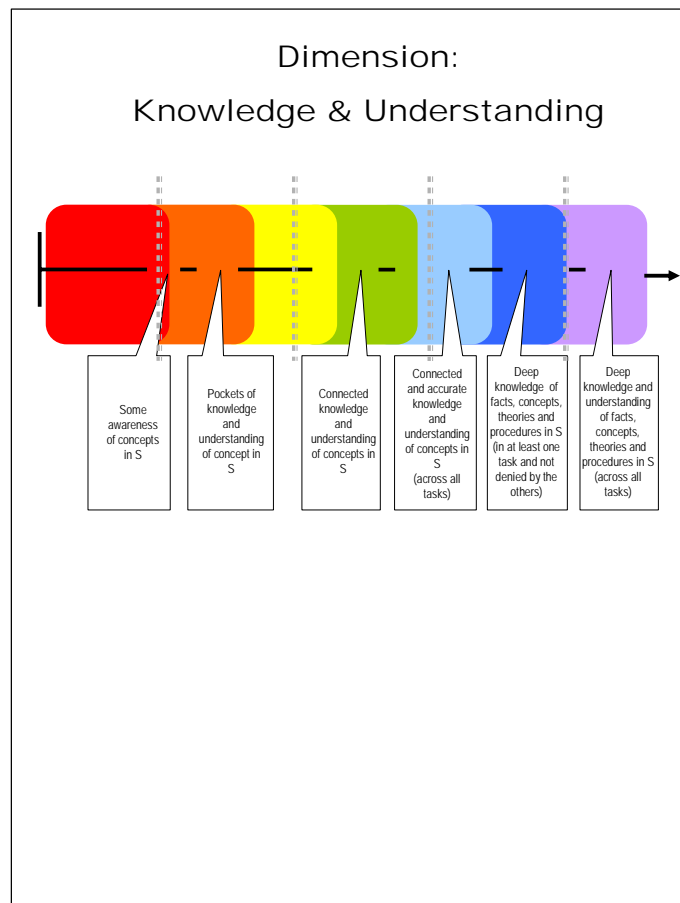 Dimension:
Knowledge & Understanding
Some
awareness
of concepts
in S
Pockets of
knowledge
and
understanding
of concept in
S
Connected
knowledge
and
understanding
of concepts in
S
Connected
and accurate
knowledge
and
understanding
of concepts in
S
(across all
tasks)
Deep
knowledge of
facts, concepts,
theories and
procedures in S
(in at least one
task and not
denied by the
others)
Deep
knowledge and
understanding
of facts,
concepts,
theories and
procedures in S
(across all
tasks)